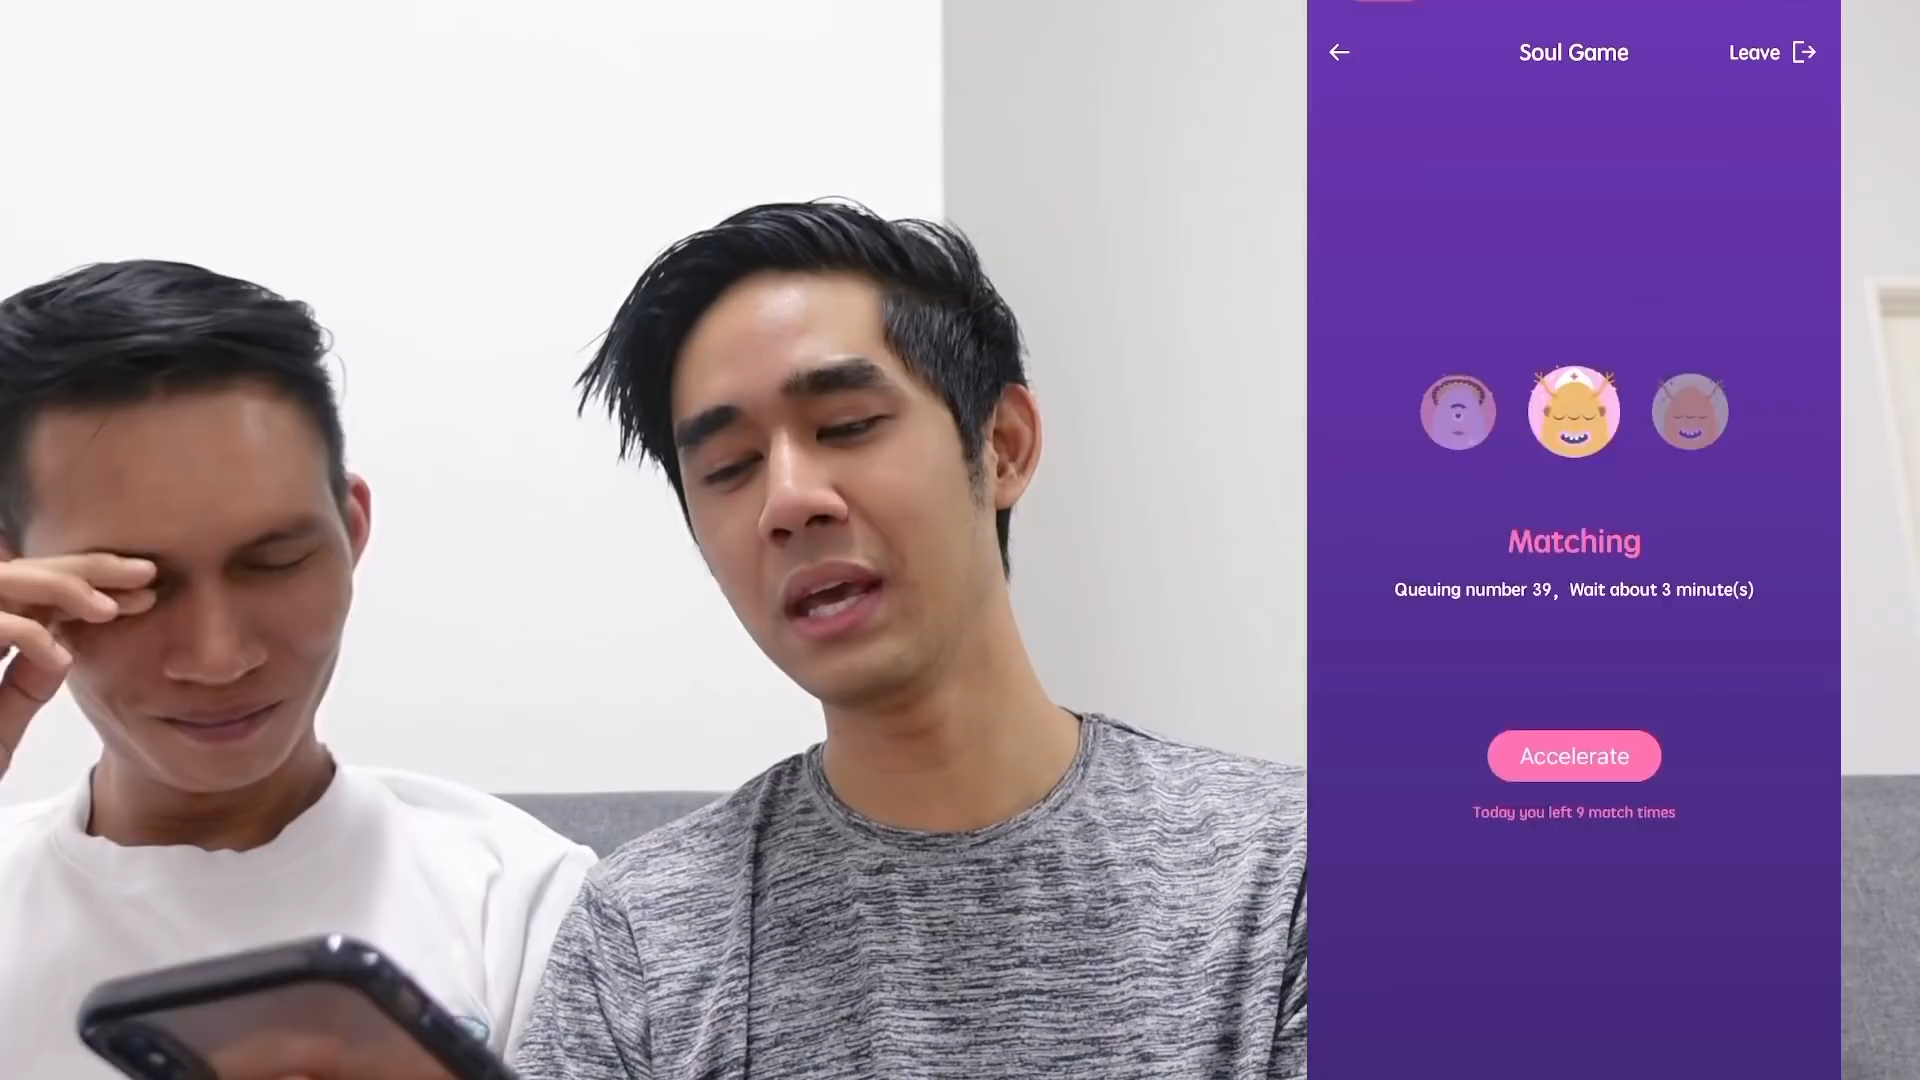 Soul Game
Leave
Matching
Queuing number 39, Wait about 3 minute(s)
Accelerate
Today you left 9 match times